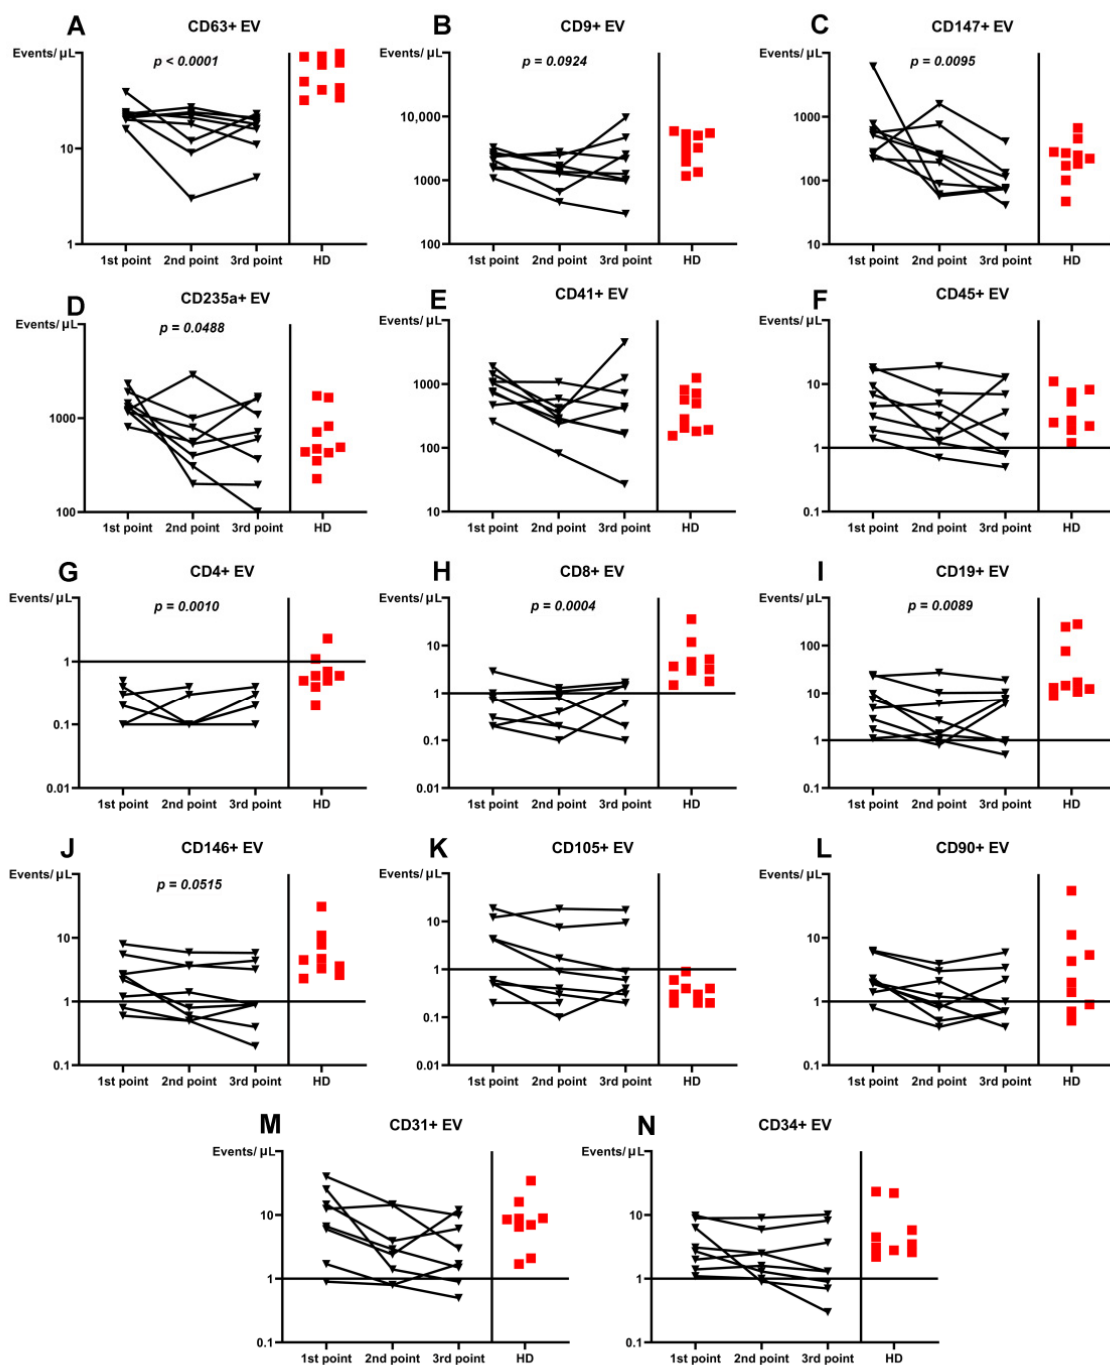 A CD63+ EV
Events/ μL
p < 0.0001
10
1
1st point 2nd point 3rd point HD
B CD9+ EV
Events/ μL
p = 0.0924
10,000
1000
100
1st point 2nd point 3rd point HD
C CD147+ EV
Events/ μL
p = 0.0095
1000
100
10
1st point 2nd point 3rd point HD
D CD235a+ EV
Events/ μL
p = 0.0488
1000
100
1st point 2nd point 3rd point HD
E CD41+ EV
Events/ μL
1000
100
10
1st point 2nd point 3rd point HD
F CD45+ EV
Events/ μL
10
1
0.1
1st point 2nd point 3rd point HD
G CD4+ EV
Events/ μL
p = 0.0010
1
0.1
0.01
1st point 2nd point 3rd point HD
H CD8+ EV
Events/ μL
p = 0.0004
10
1
0.1
0.01
1st point 2nd point 3rd point HD
I CD19+ EV
Events/ μL
p = 0.0089
100
10
1
0.1
1st point 2nd point 3rd point HD
J CD146+ EV
Events/ μL
p = 0.0515
10
1
0.1
1st point 2nd point 3rd point HD
K CD105+ EV
Events/ μL
10
1
0.1
0.01
1st point 2nd point 3rd point HD
L CD90+ EV
Events/ μL
10
1
0.1
1st point 2nd point 3rd point HD
M CD31+ EV
Events/ μL
10
1
0.1
1st point 2nd point 3rd point HD
N CD34+ EV
Events/ μL
10
1
0.1
1st point 2nd point 3rd point HD